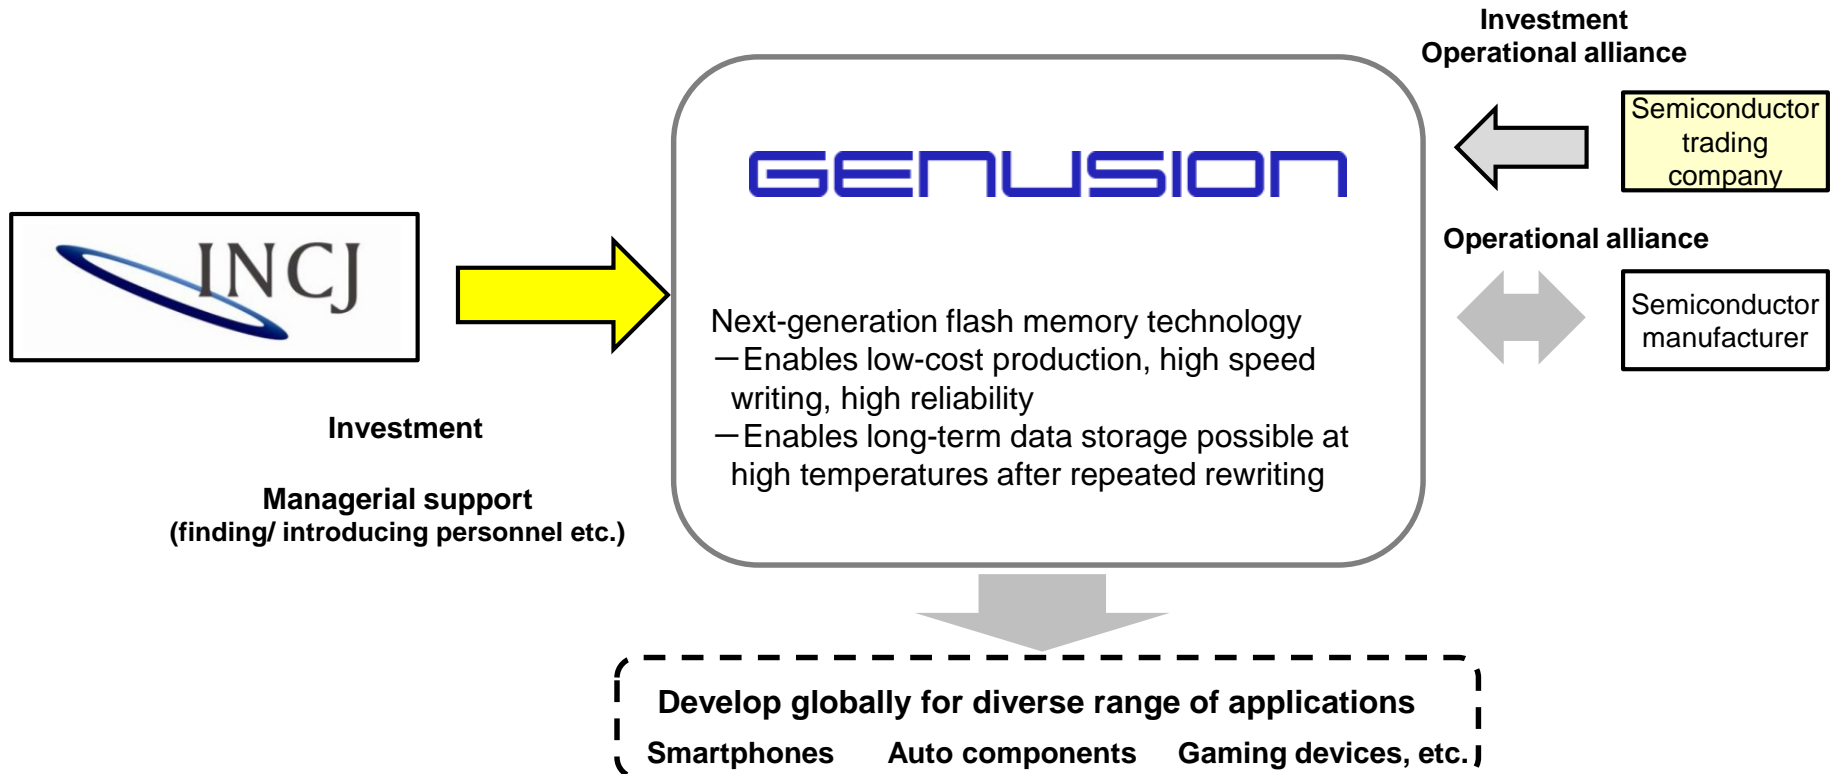 Investment
Operational alliance
Semiconductor
trading
company
GENUSION
Operational alliance
INCJ
Semiconductor
manufacturer
Next-generation flash memory technology
—Enables low-cost production, high speed
writing, high reliability
—Enables long-term data storage possible at
high temperatures after repeated rewriting
Investment
Managerial support
(finding/ introducing personnel etc.)
Develop globally for diverse range of applications
Smartphones Auto components Gaming devices, etc.